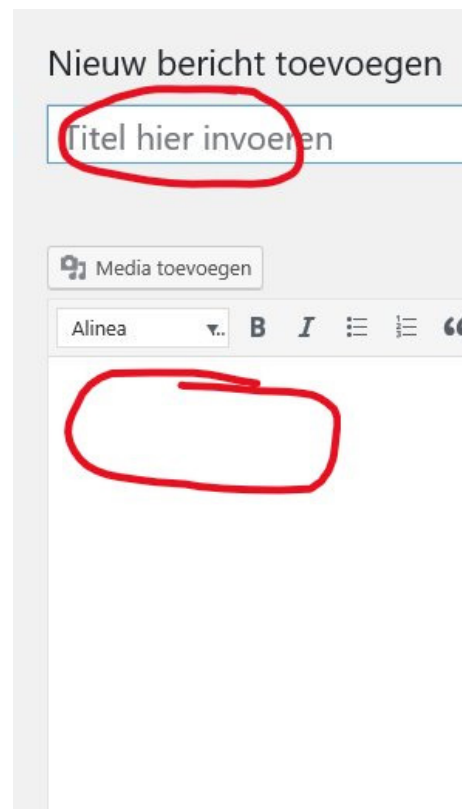 Nieuw bericht toevoegen
Titel hier invoeren
Media toevoegen
Alinea B I